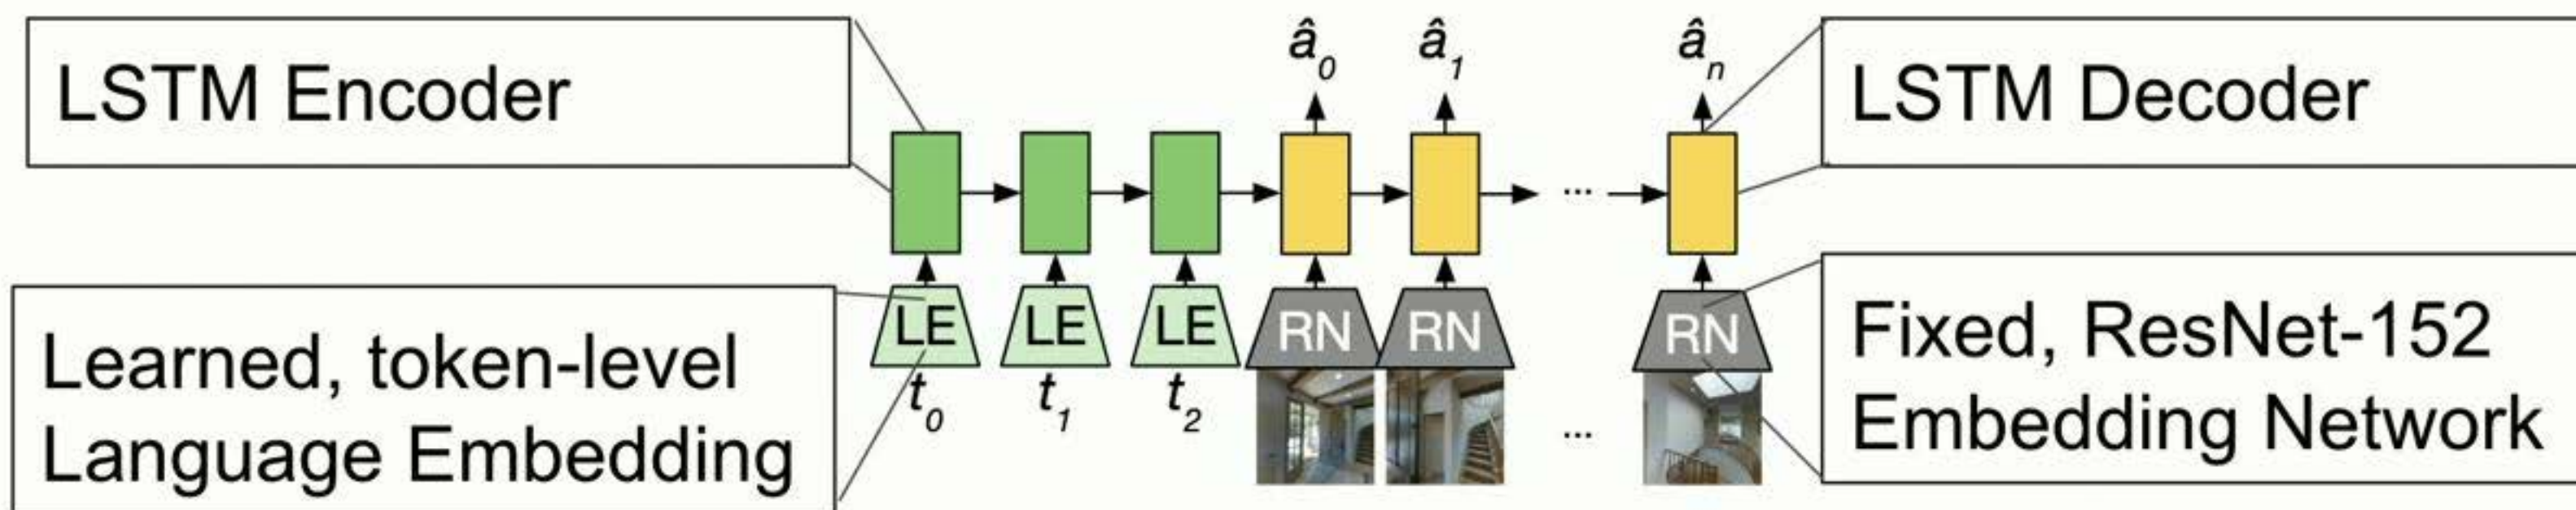 LSTM Encoder
â0 â1 ân
LSTM Decoder
...
LE LE LE RN RN RN
t0 t1 t2
...
Learned, token-level
Language Embedding
Fixed, ResNet-152
Embedding Network